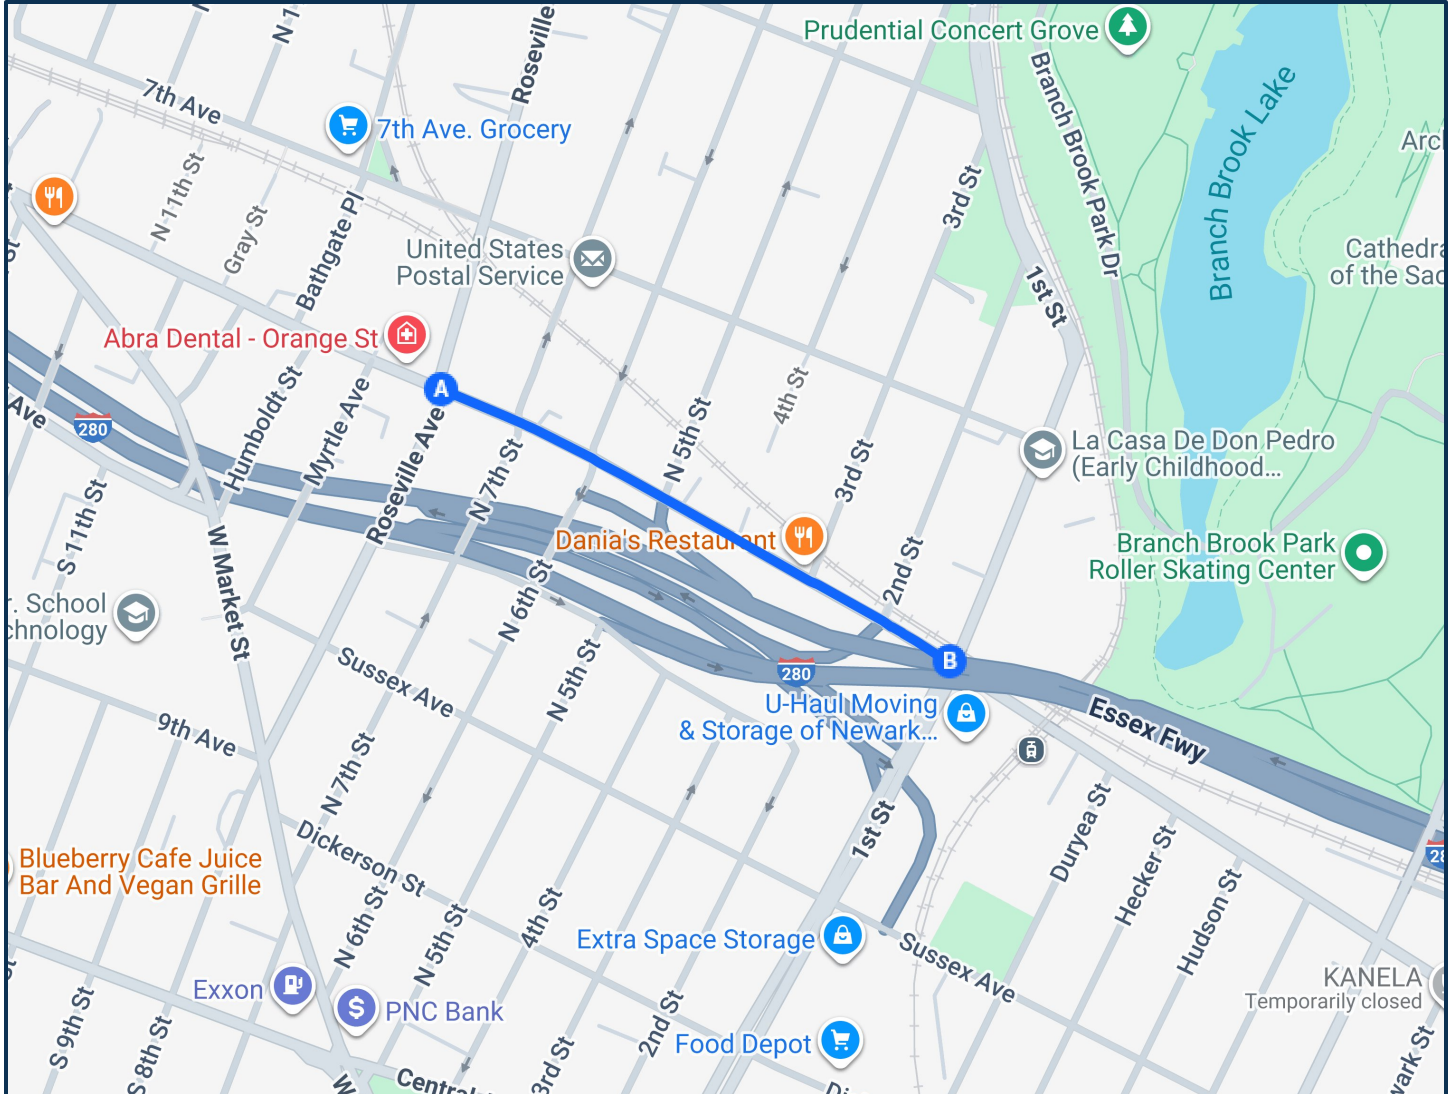 Prudential Concert Grove
N 1
Roseville
7th Ave
7th Ave. Grocery
Branch Brook Park Dr
Branch Brook Lake
N 11th St
Gray St
Bathgate Pl
3rd St
United States
Postal Service
1st St
Cathedra
of the Sac
Abra Dental - Orange St
A
Ave
280
Humboldt St
Myrtle Ave
Roseville Ave
N 7th St
N 5th St
4th St
3rd St
La Casa De Don Pedro
(Early Childhood...
S 11th St
W Market St
Dania's Restaurant
2nd St
Branch Brook Park
Roller Skating Center
r. School
chnology
N 6th St
B
Sussex Ave
N 5th St
280
U-Haul Moving
& Storage of Newark...
Essex Fwy
9th Ave
N 7th St
1st St
Duryea St
Hecker St
Hudson St
28
Blueberry Cafe Juice
Bar And Vegan Grille
Dickerson St
N 6th St
N 5th St
4th St
Extra Space Storage
Sussex Ave
Exxon
PNC Bank
KANELA
Temporarily closed
S 9th St
S 8th St
2nd St
3rd St
Food Depot
Central
W
Di
wark St